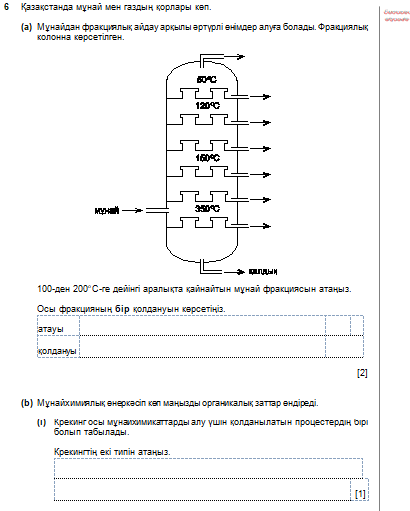 6 Қазақстанда мұнай мен газдың қорлары көп.
(a) Мұнайдан фракциялық айдау арқылы әртүрлі өнімдер алуға болады. Фракциялық
колонна көрсетілген.
50°C
120°C
150°C
350°C
мұнай
қалдық
100-ден 200°C-ге дейінгі аралықта қайнайтын мұнай фракциясын атаңыз.
Осы фракцияның бір қолдануын көрсетіңіз.
атауы
қолдануы
[2]
(b) Мұнайхимиялық өнеркәсіп көп маңызды органикалық заттар өндіреді.
(i) Крекинг осы мұнаихимикаттарды алу үшін қолданылатын процестердің бірі
болып табылады.
Крекингтің екі типін атаңыз.
[1]